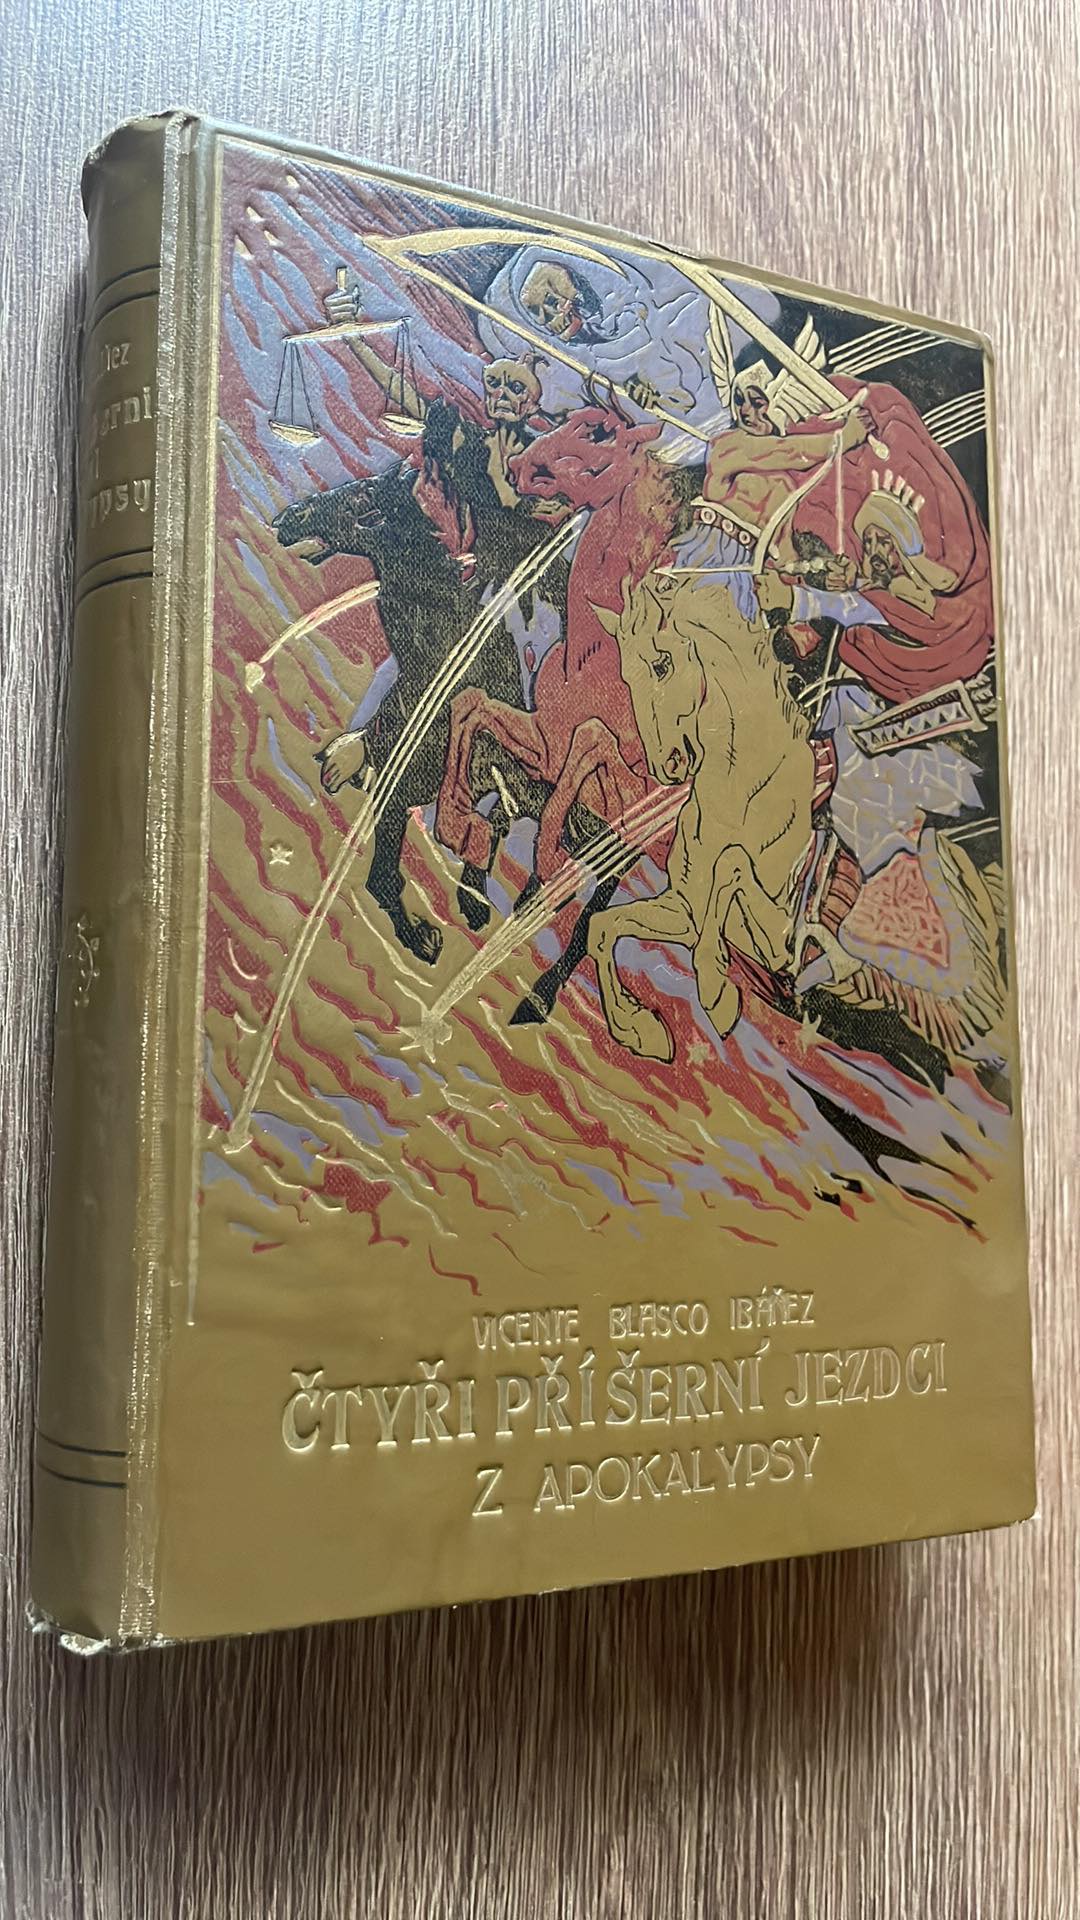 VICENTE BLASCO IBÁÑEZ
ČTYŘI PŘÍŠERNÍ JEZDCI
Z APOKALYPSY